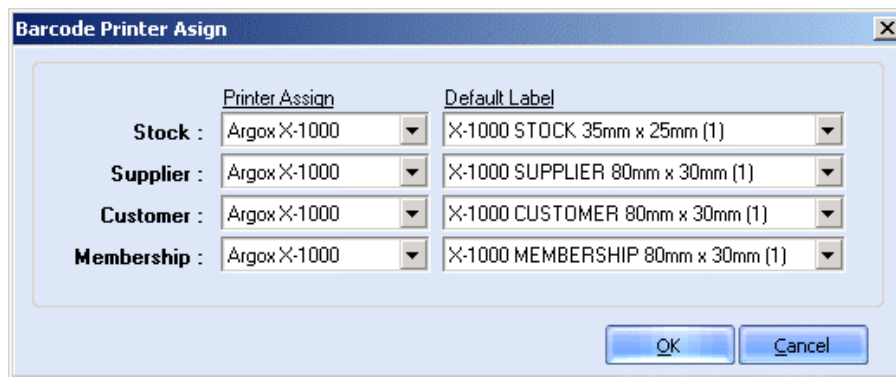 Barcode Printer Asign
Printer Assign Default Label
Stock : Argox X-1000 X-1000 STOCK 35mm x 25mm (1)
Supplier : Argox X-1000 X-1000 SUPPLIER 80mm x 30mm (1)
Customer : Argox X-1000 X-1000 CUSTOMER 80mm x 30mm (1)
Membership : Argox X-1000 X-1000 MEMBERSHIP 80mm x 30mm (1)
OK Cancel